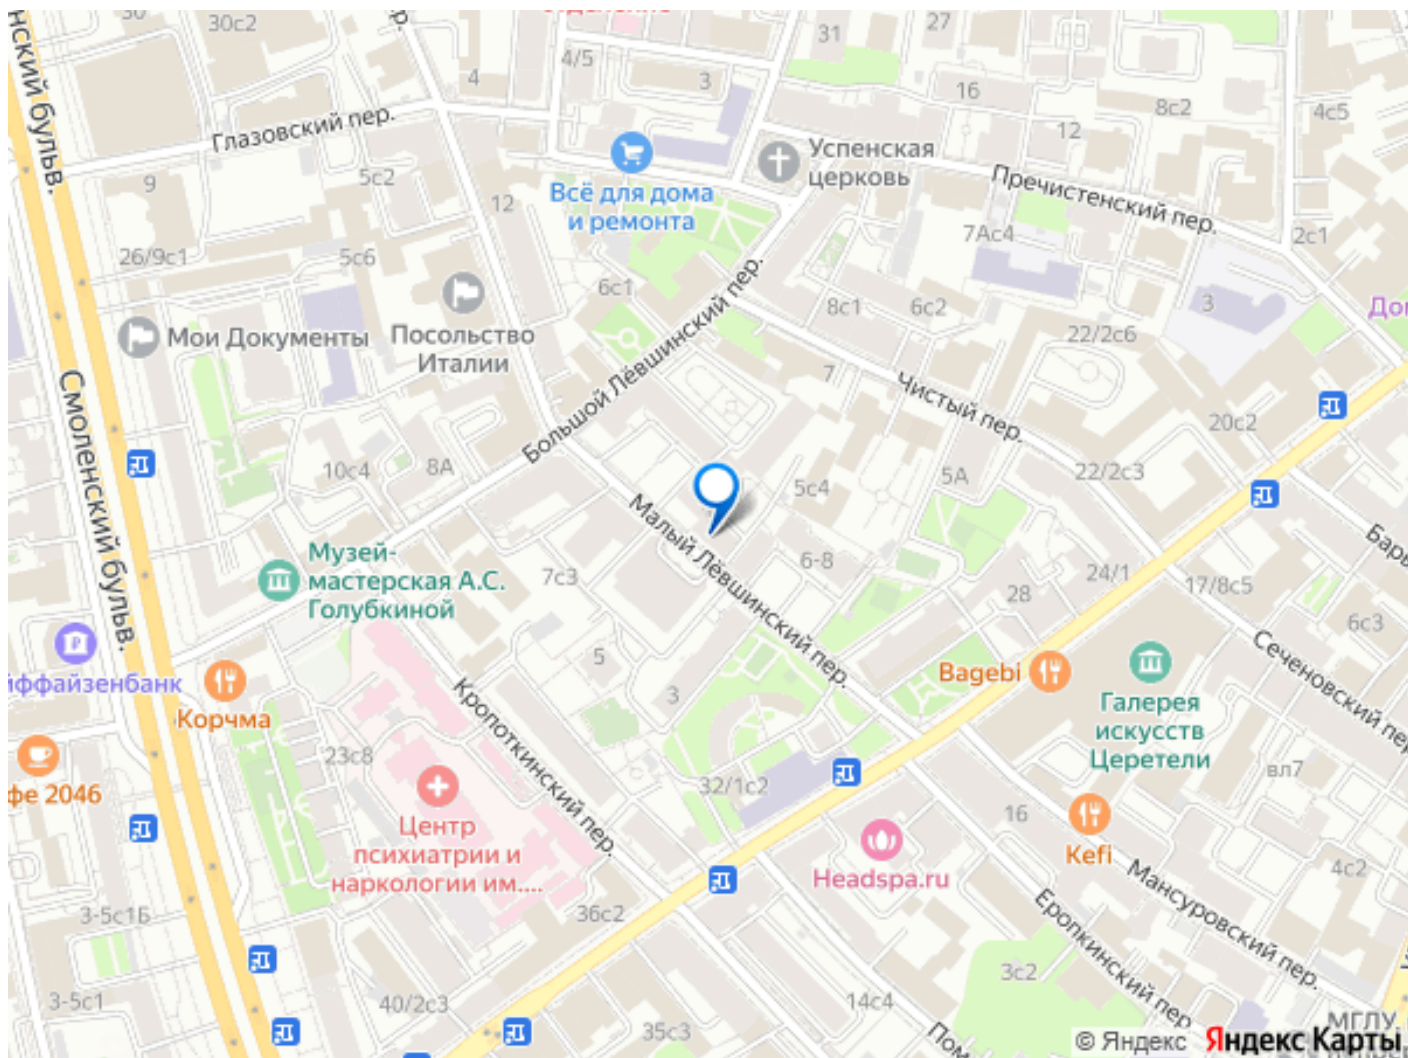 30с2
4/5
31
27
4
3
16
8с2
4с5
12
Глазовский пер.
5с2
9
12
Всё для дома
и ремонта
Успенская
церковь
Пречистенский пер.
7Ас4
2с1
26/9с1
5с6
6с1
8с1
6с2
3
22/2с6
Мои Документы
Посольство
Италии
Большой Лёвшинский пер.
7
Чистый пер.
20с2
Смоленский бульв.
10с4
8А
5с4
5А
22/2с3
Малый Лёвшинский пер.
Музей-
мастерская А.С.
Голубкиной
7с3
6-8
28
24/1
17/8с5
6с3
Сеченовский пер.
5
3
Bagebi
Галерея
искусств
Церетели
Корчма
Кропоткинский пер.
23с8
32/1с2
вл7
2046
Центр
психиатрии и
наркологии им....
Headspa.ru
16
Kefi
4с2
Мансуровский пер.
Еропкинский пер
3-5с1Б
36с2
3с2
3-5с1
40/2с3
35с3
14с4
МГЛУ,
© Яндекс Яндекс Карты